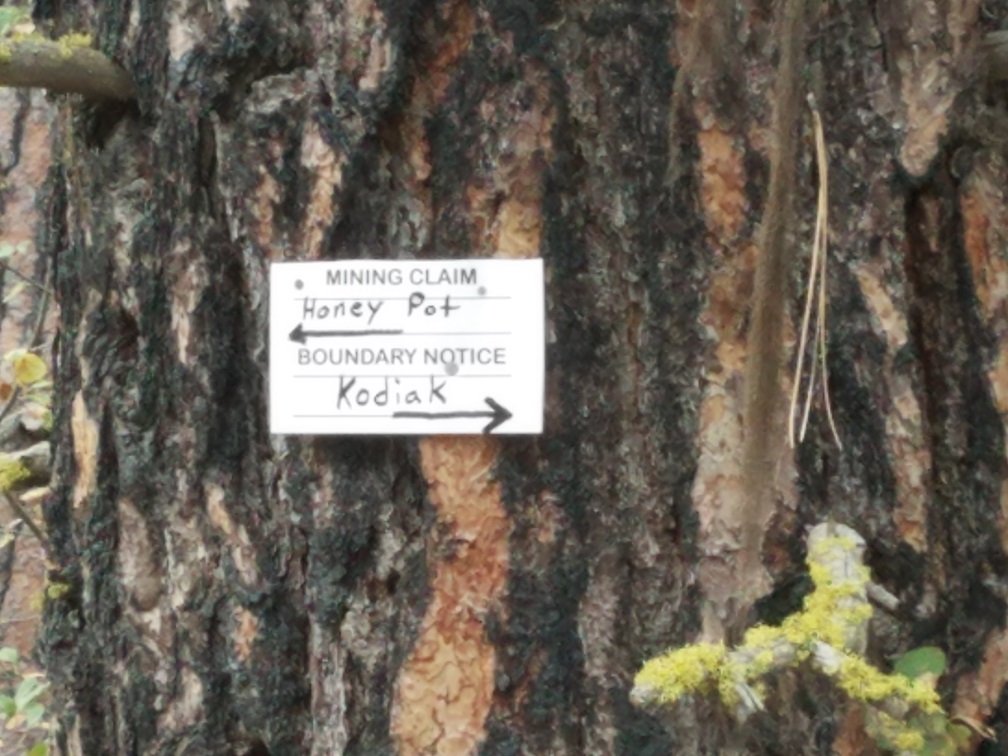 MINING CLAIM
Honey Pot
BOUNDARY NOTICE
Kodiak